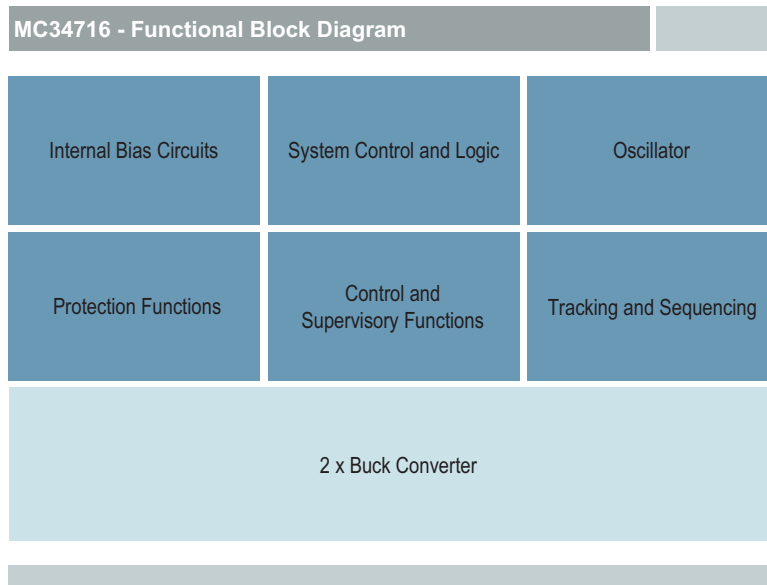 MC34716 - Functional Block Diagram
Internal Bias Circuits
System Control and Logic
Oscillator
Protection Functions
Control and
Supervisory Functions
Tracking and Sequencing
2 x Buck Converter